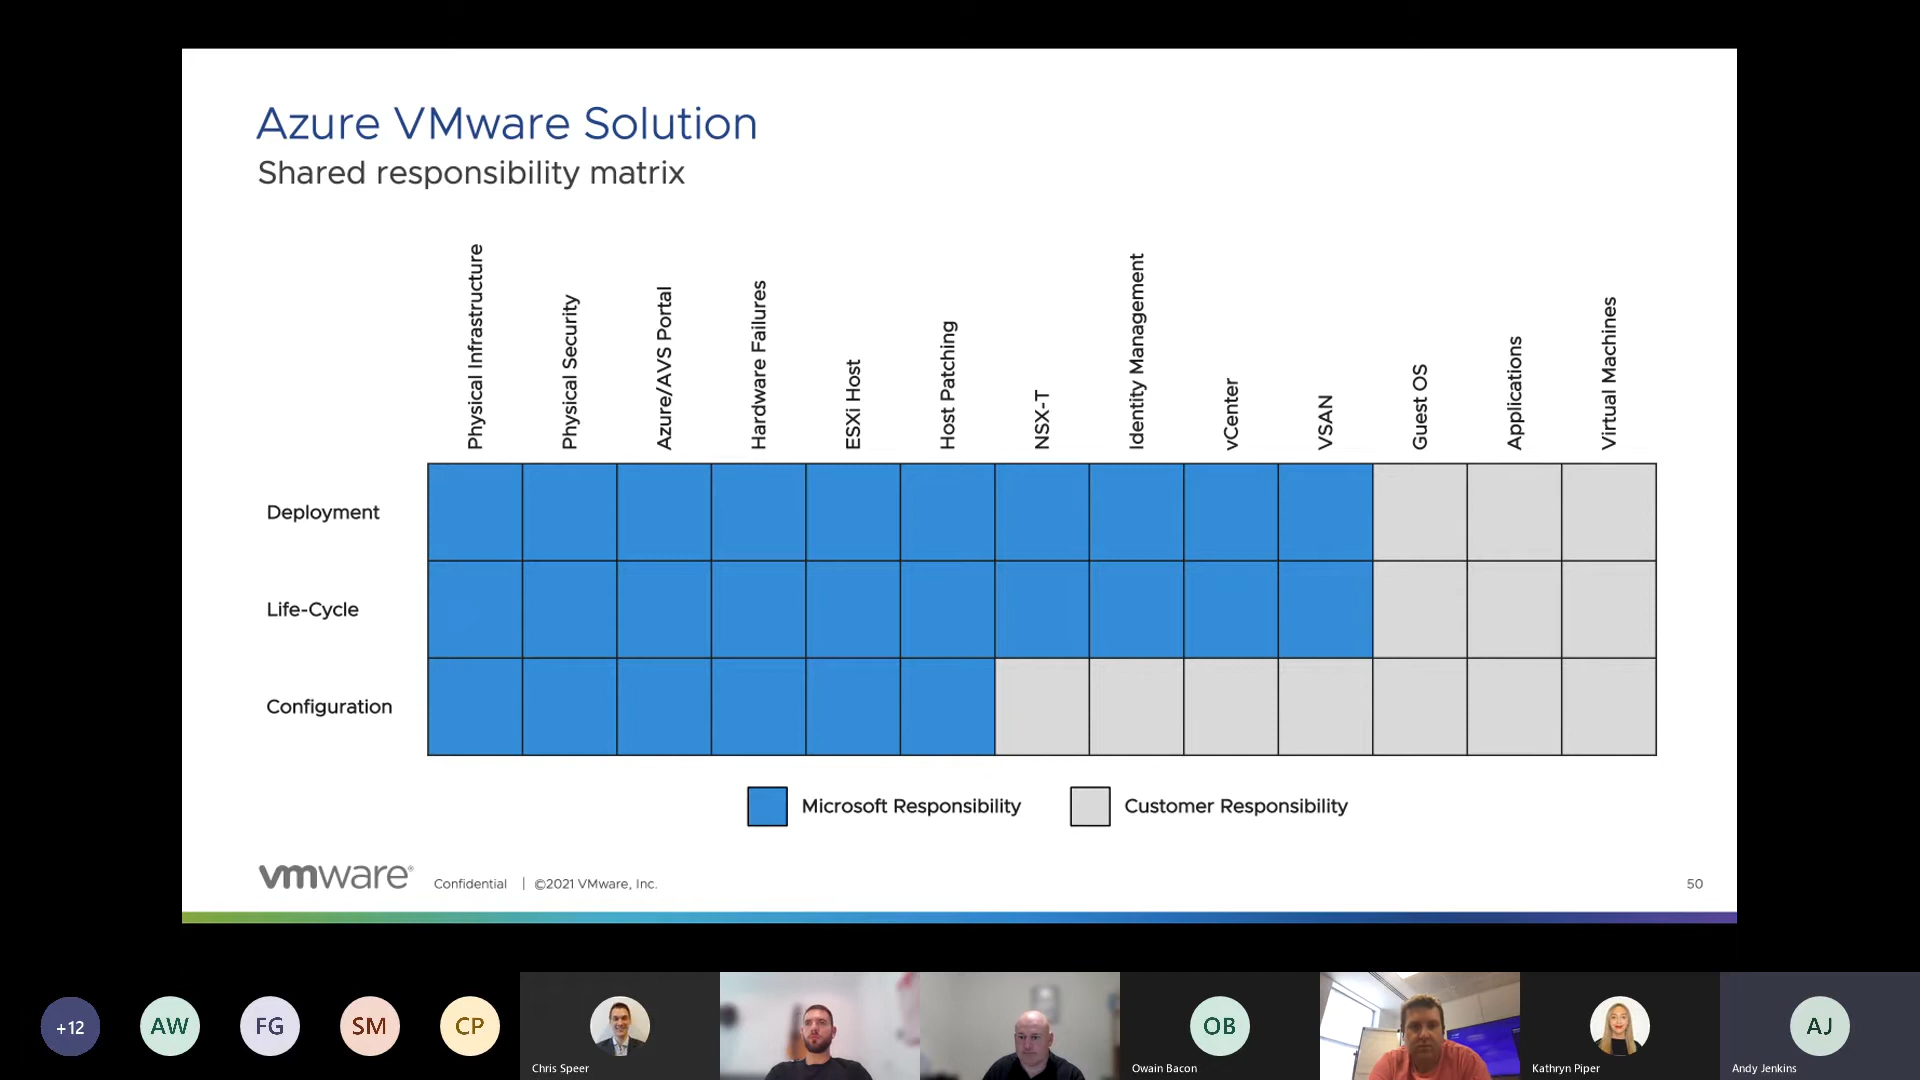 Azure VMware Solution
Shared responsibility matrix
Physical Infrastructure
Physical Security
Azure/AVS Portal
Hardware Failures
ESXi Host
Host Patching
NSX-T
Identity Management
vCenter
VSAN
Guest OS
Applications
Virtual Machines
Deployment
Life-Cycle
Configuration
Microsoft Responsibility
Customer Responsibility
vmware® Confidential | ©2021 VMware, Inc.
50
+12
AW
FG
SM
CP
Chris Speer
OB
Owain Bacon
Kathryn Piper
AJ
Andy Jenkins